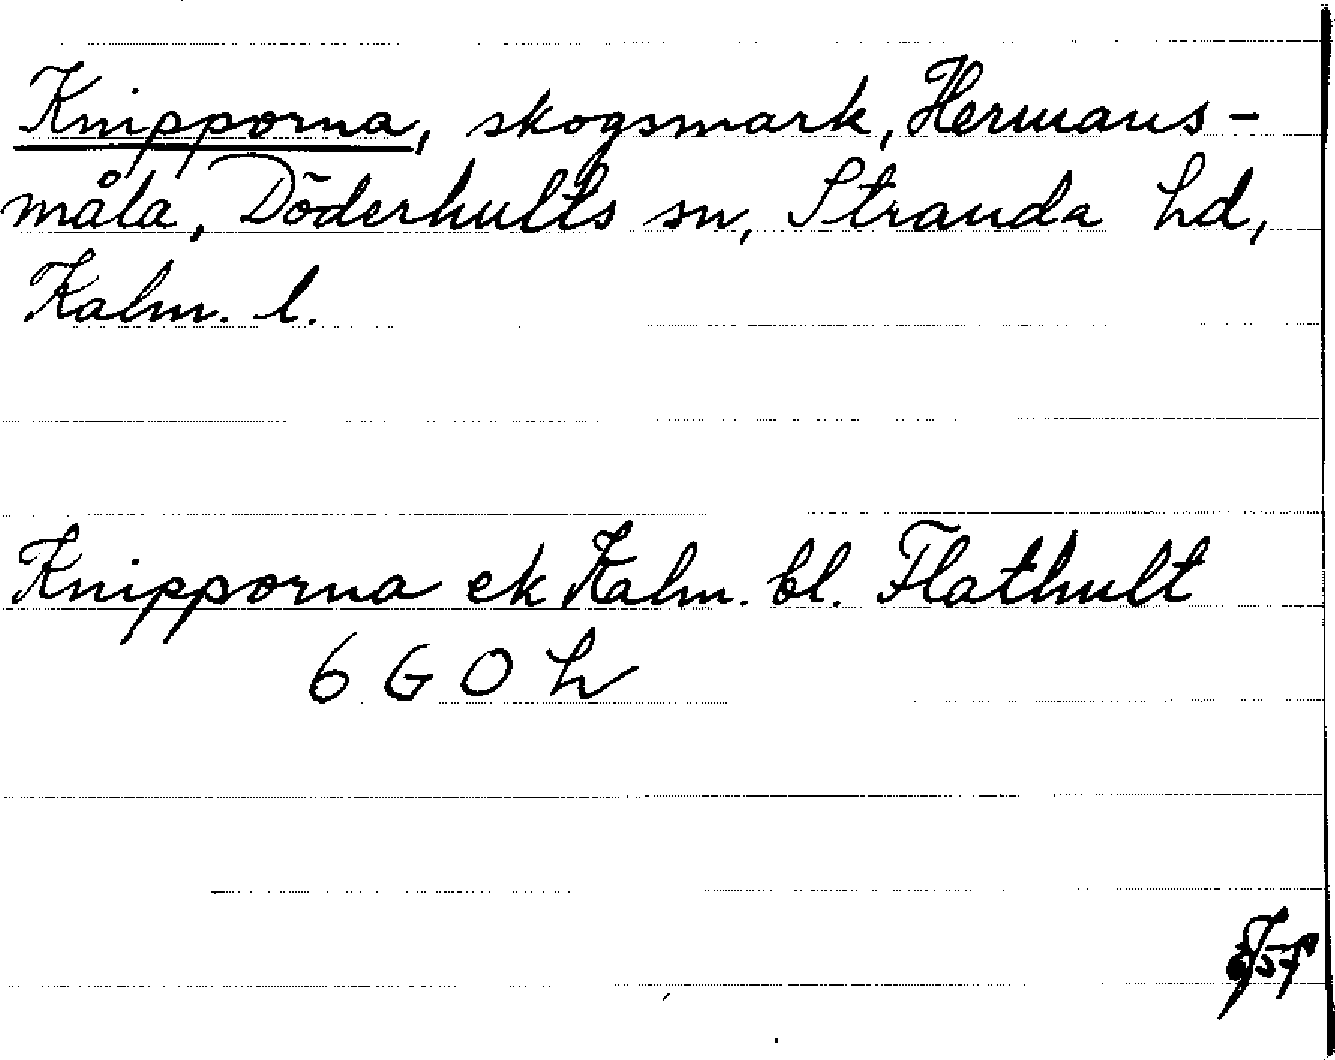 Knipporna, skogsmark, Hermans-
måla, Döderhults sn, Stranda hd,
Kalm. l.
Knipporna ek Kalm. bl. Flathult
6 G O h